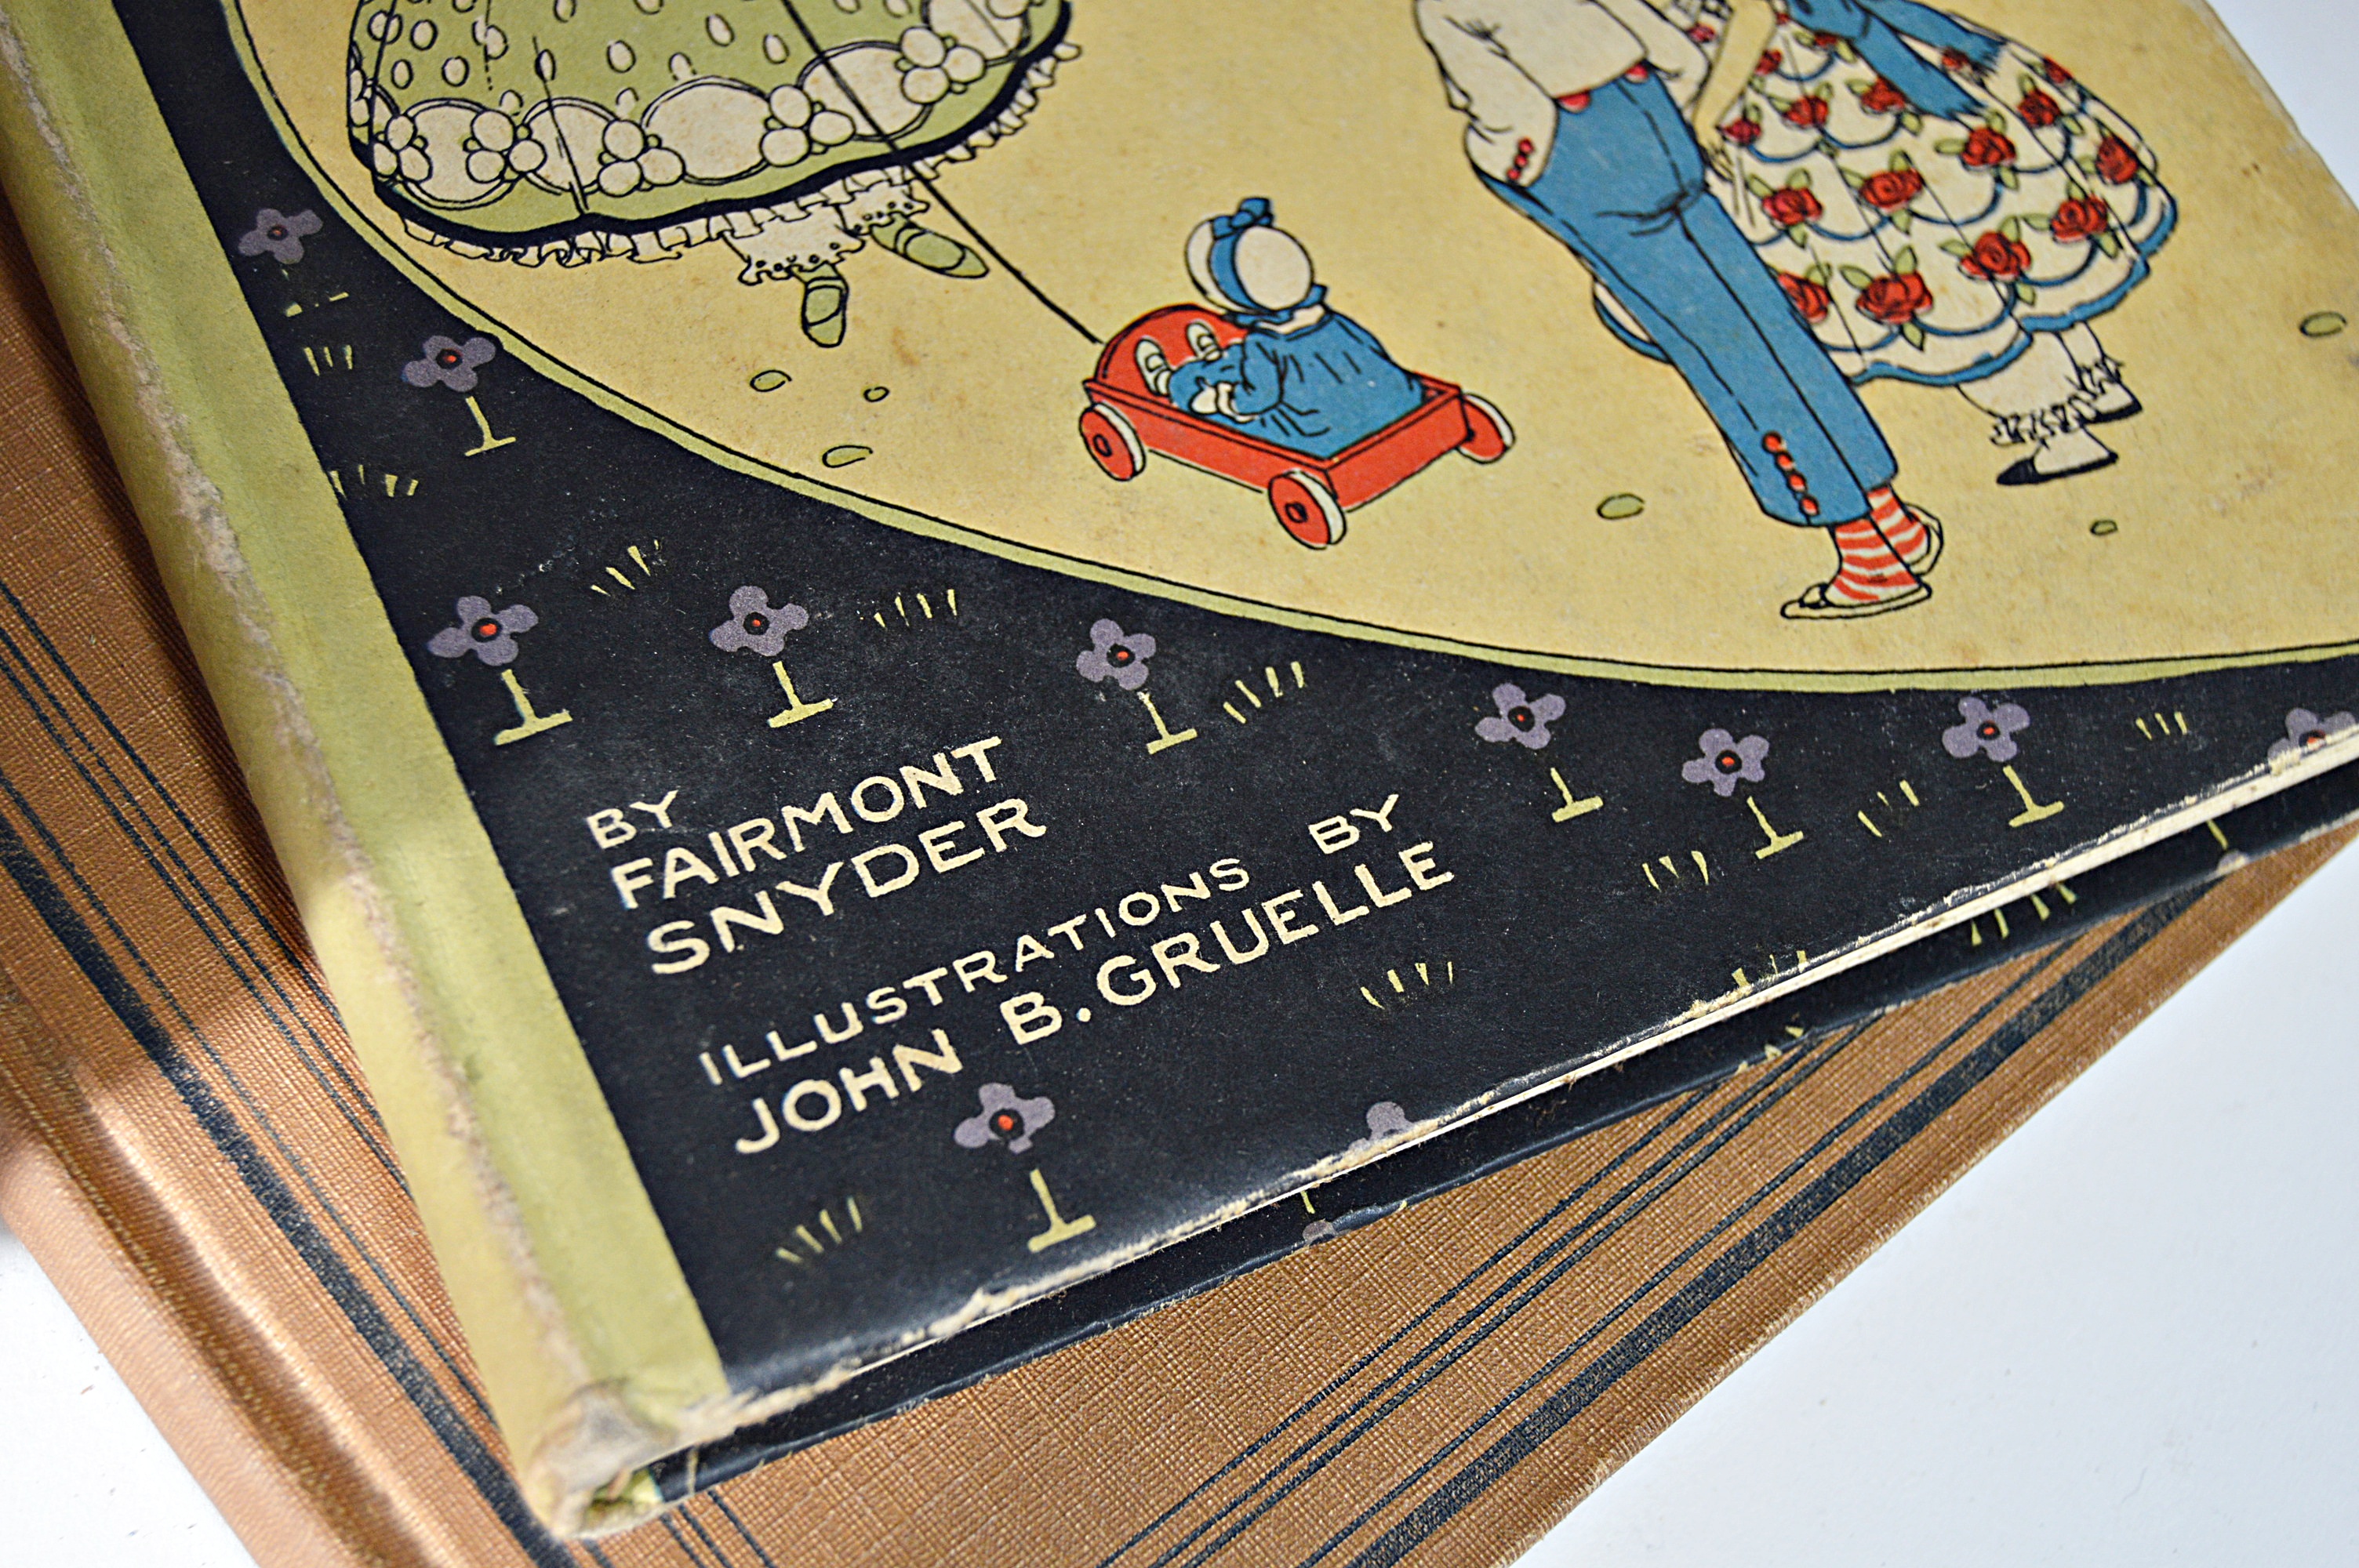 BY
FAIRMONT
SNYDER
ILLUSTRATIONS BY
JOHN B. GRUELLE